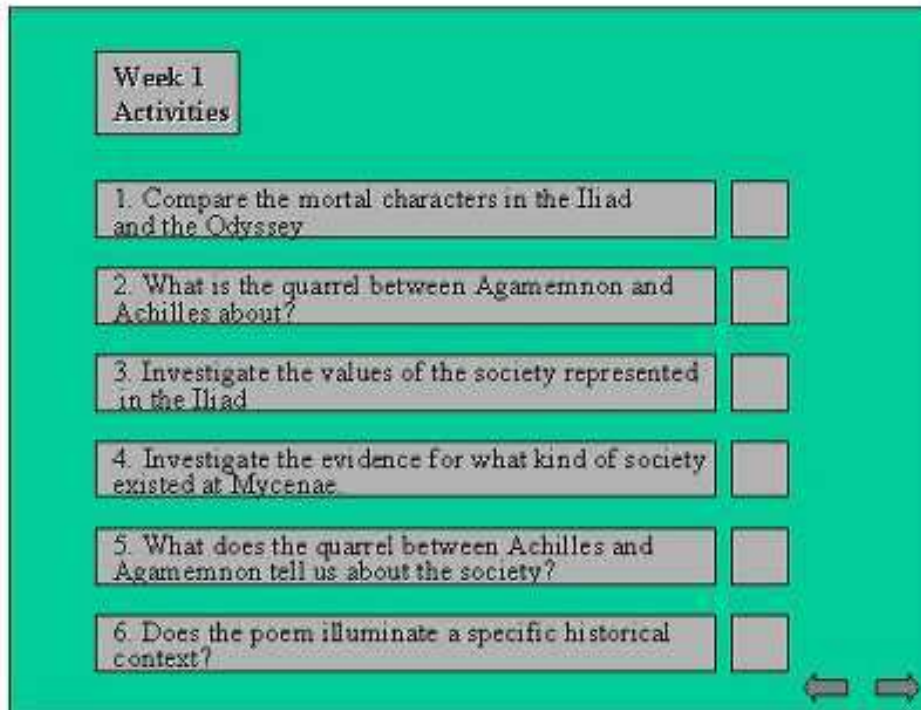 Week 1
Activities
1. Compare the mortal characters in the Iliad
and the Odyssey
2. What is the quarrel between Agamemnon and
Achilles about?
3. Investigate the values of the society represented
in the Iliad
4. Investigate the evidence for what kind of society
existed at Mycenae.
5. What does the quarrel between Achilles and
Agamemnon tell us about the society?
6. Does the poem illuminate a specific historical
context?